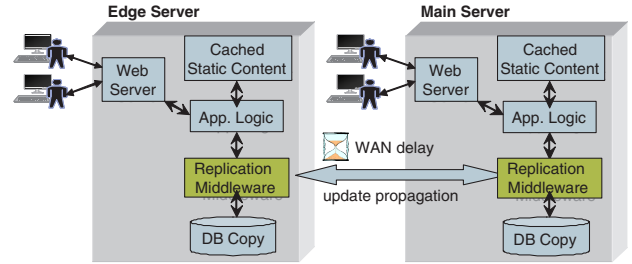 Edge Server
Main Server
Web
Server
Cached
Static Content
App. Logic
Replication
Middleware
DB Copy
WAN delay
update propagation
Web
Server
Cached
Static Content
App. Logic
Replication
Middleware
DB Copy